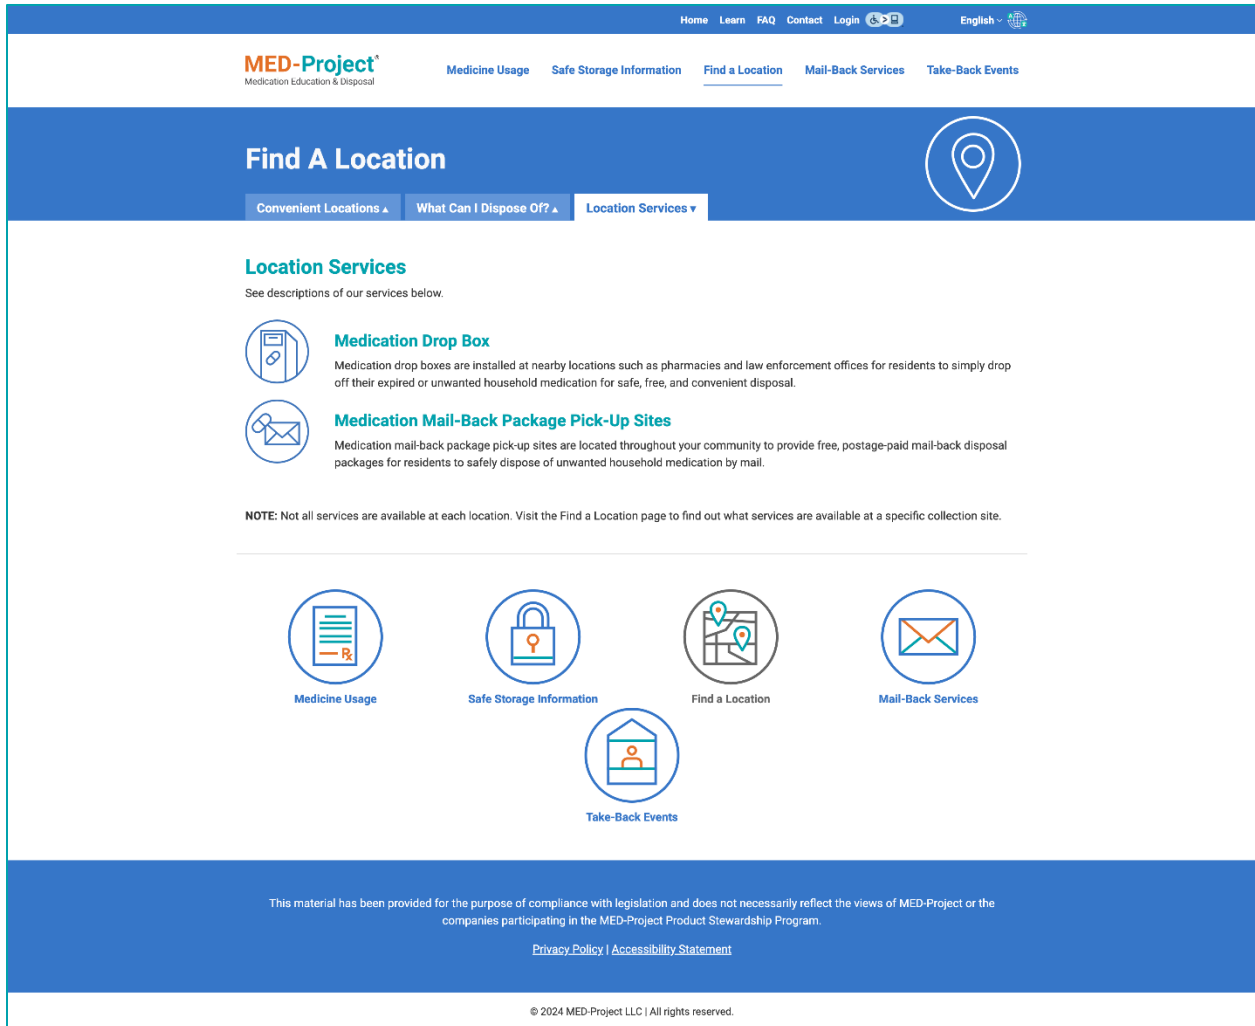 Home Learn FAQ Contact Login English
MED-Project®
Medication Education & Disposal
Medicine Usage Safe Storage Information Find a Location Mail-Back Services Take-Back Events
Find A Location
Convenient Locations ▴ What Can I Dispose Of? ▴ Location Services ▾
Location Services
See descriptions of our services below.
Medication Drop Box
Medication drop boxes are installed at nearby locations such as pharmacies and law enforcement offices for residents to simply drop
off their expired or unwanted household medication for safe, free, and convenient disposal.
Medication Mail-Back Package Pick-Up Sites
Medication mail-back package pick-up sites are located throughout your community to provide free, postage-paid mail-back disposal
packages for residents to safely dispose of unwanted household medication by mail.
NOTE: Not all services are available at each location. Visit the Find a Location page to find out what services are available at a specific collection site.
Rx
Medicine Usage Safe Storage Information Find a Location Mail-Back Services
Take-Back Events
This material has been provided for the purpose of compliance with legislation and does not necessarily reflect the views of MED-Project or the
companies participating in the MED-Project Product Stewardship Program.
Privacy Policy | Accessibility Statement
© 2024 MED-Project LLC | All rights reserved.